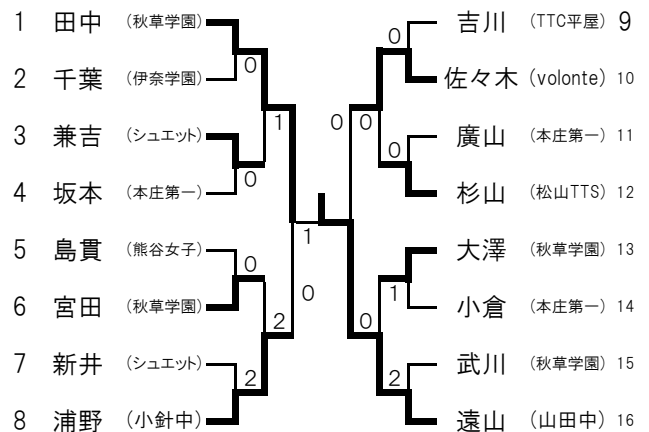 1 田中 (秋草学園)
2 千葉 (伊奈学園)
0
3 兼吉 (シュエット)
4 坂本 (本庄第一)
0
1
5 島貫 (熊谷女子)
0
6 宮田 (秋草学園)
7 新井 (シュエット)
2
8 浦野 (小針中)
2
0
1
0
吉川 (TTC平屋) 9
0
佐々木 (volonte) 10
0
廣山 (本庄第一) 11
0
杉山 (松山TTS) 12
大澤 (秋草学園) 13
1
小倉 (本庄第一) 14
0
武川 (秋草学園) 15
2
遠山 (山田中) 16